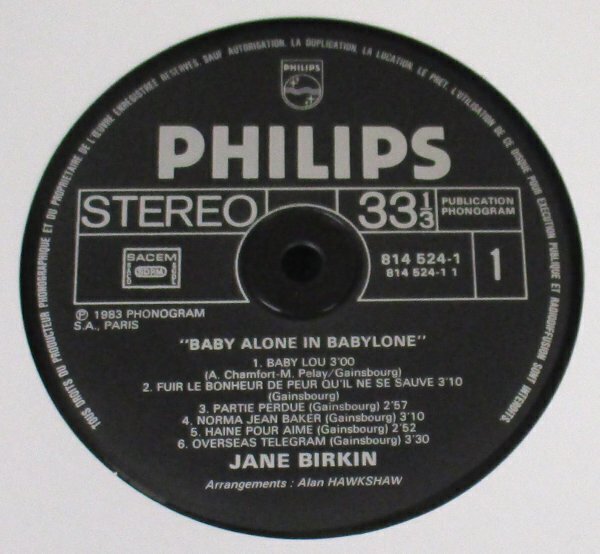 TOUS DROITS DU PRODUCTEUR PHONOGRAPHIQUE ET DU PROPRIETAIRE DE L'ŒUVRE ENREGISTREE RESERVES. SAUF AUTORISATION, LA DUPLICATION, LA LOCATION, LE PRET, L'UTILISATION DE CE DISQUE POUR EXECUTION PUBLIQUE ET RADIODIFFUSION SONT INTERDITS.
PHILIPS
PHILIPS
STEREO
33 1/3
PUBLICATION
PHONOGRAM
SACEM
814 524-1
814 524-1 1
1
℗ 1983 PHONOGRAM
S.A., PARIS
"BABY ALONE IN BABYLONE"
1. BABY LOU 3'00
(A. Chamfort-M. Pelay/Gainsbourg)
2. FUIR LE BONHEUR DE PEUR QU'IL NE SE SAUVE 3'10
(Gainsbourg)
3. PARTIE PERDUE (Gainsbourg) 2'57
4. NORMA JEAN BAKER (Gainsbourg) 3'10
5. HAINE POUR AIME (Gainsbourg) 2'52
6. OVERSEAS TELEGRAM (Gainsbourg) 3'30
JANE BIRKIN
Arrangements : Alan HAWKSHAW